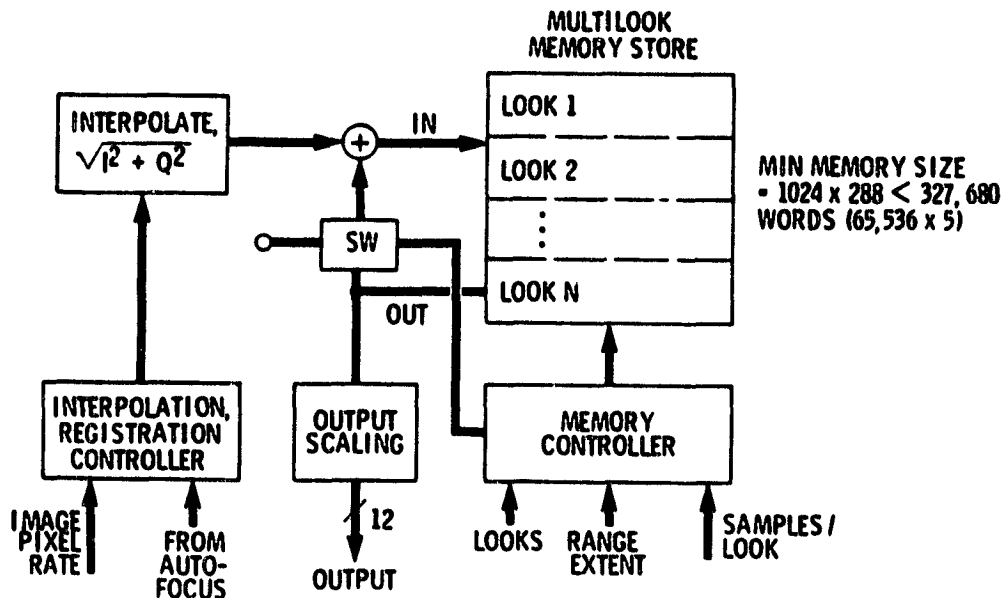 MULTILOOK
MEMORY STORE
INTERPOLATE,
√I² + Q²
+
IN
LOOK 1
LOOK 2
⋮
LOOK N
MIN MEMORY SIZE
= 1024 x 288 < 327, 680
WORDS (65,536 x 5)
SW
OUT
INTERPOLATION,
REGISTRATION
CONTROLLER
OUTPUT
SCALING
MEMORY
CONTROLLER
IMAGE
PIXEL
RATE
FROM
AUTO-
FOCUS
12
OUTPUT
LOOKS
RANGE
EXTENT
SAMPLES/
LOOK